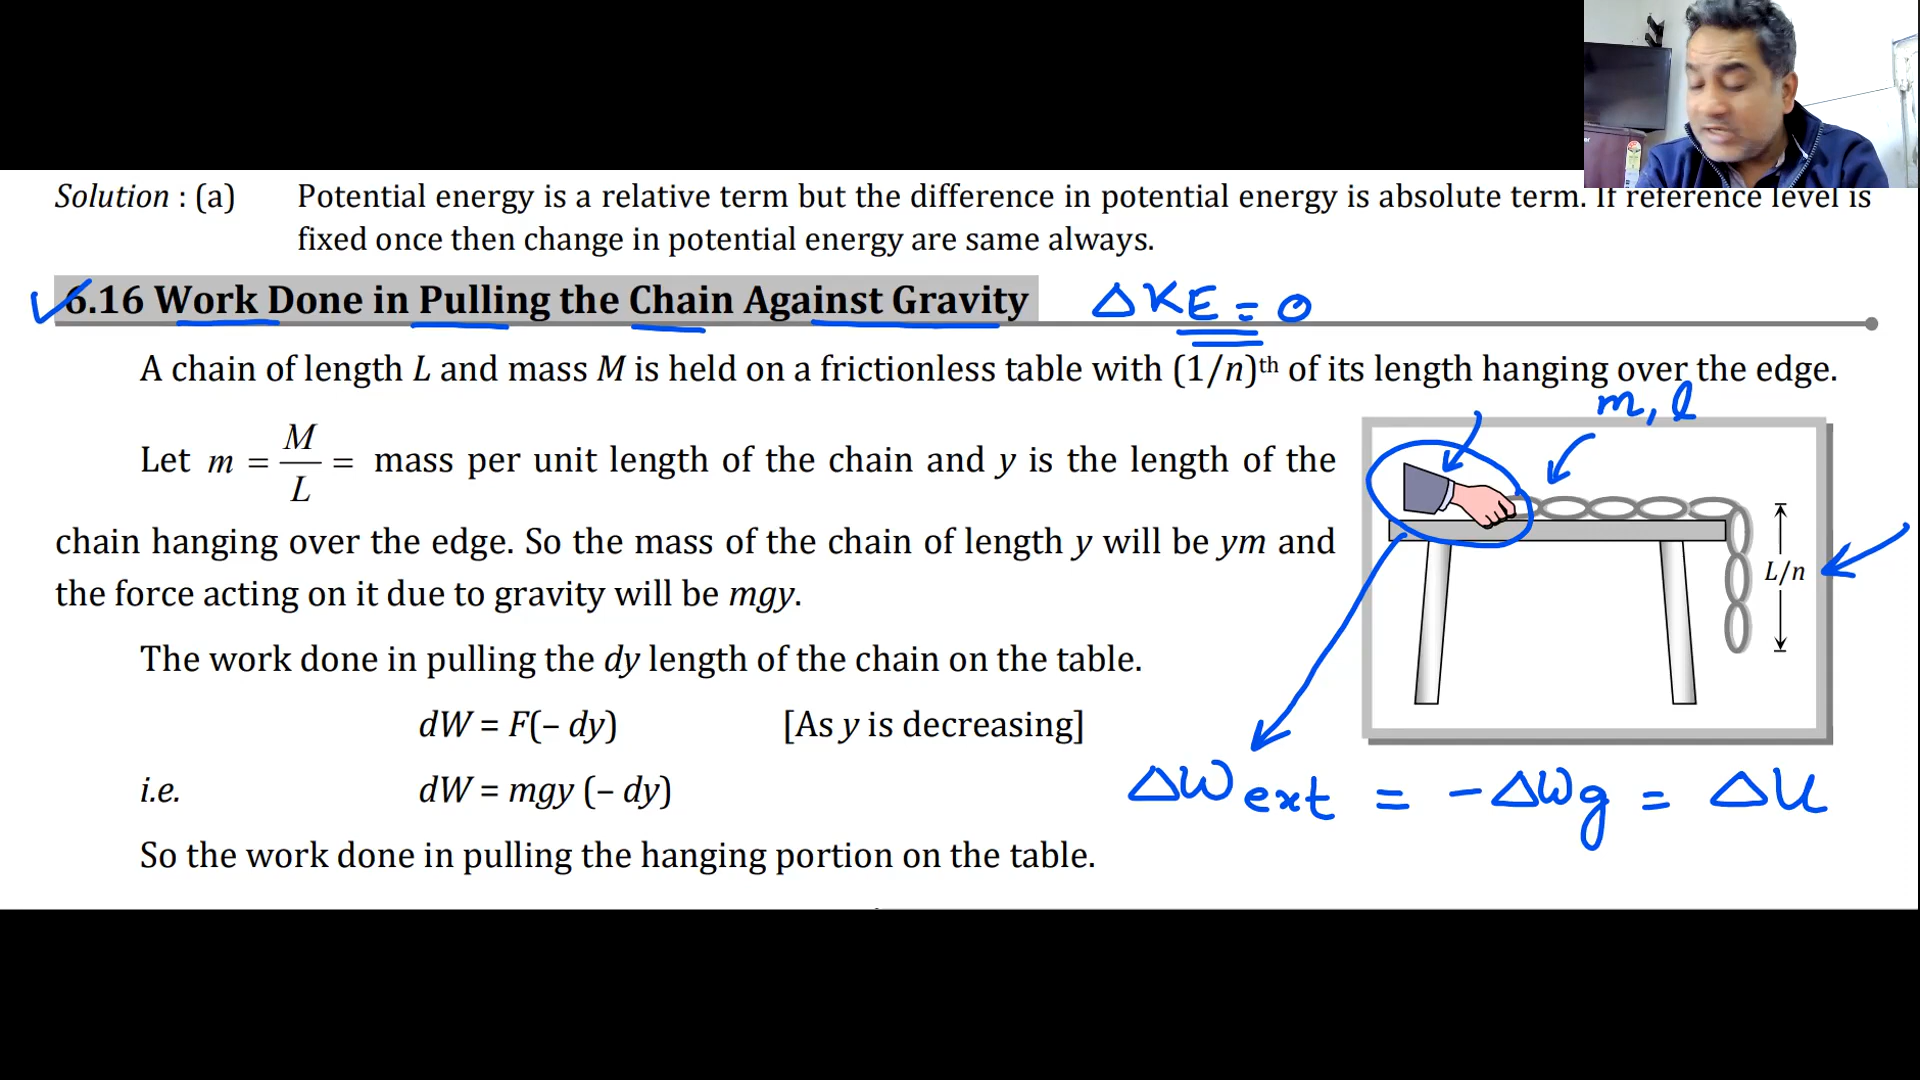 Solution : (a) Potential energy is a relative term but the difference in potential energy is absolute term. If reference level is
fixed once then change in potential energy are same always.
6.16 Work Done in Pulling the Chain Against Gravity ΔKE = 0
A chain of length L and mass M is held on a frictionless table with (1/n)th of its length hanging over the edge.
m, l
Let m = M/L = mass per unit length of the chain and y is the length of the
chain hanging over the edge. So the mass of the chain of length y will be ym and
L/n
the force acting on it due to gravity will be mgy.
The work done in pulling the dy length of the chain on the table.
dW = F(– dy) [As y is decreasing]
i.e. dW = mgy (– dy)
ΔW ext = - ΔWg = ΔU
So the work done in pulling the hanging portion on the table.